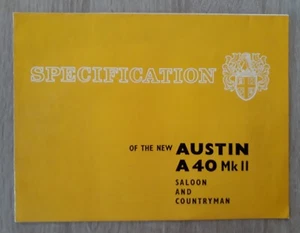 SPECIFICATION
OF THE NEW AUSTIN
A40 Mk II
SALOON
AND
COUNTRYMAN